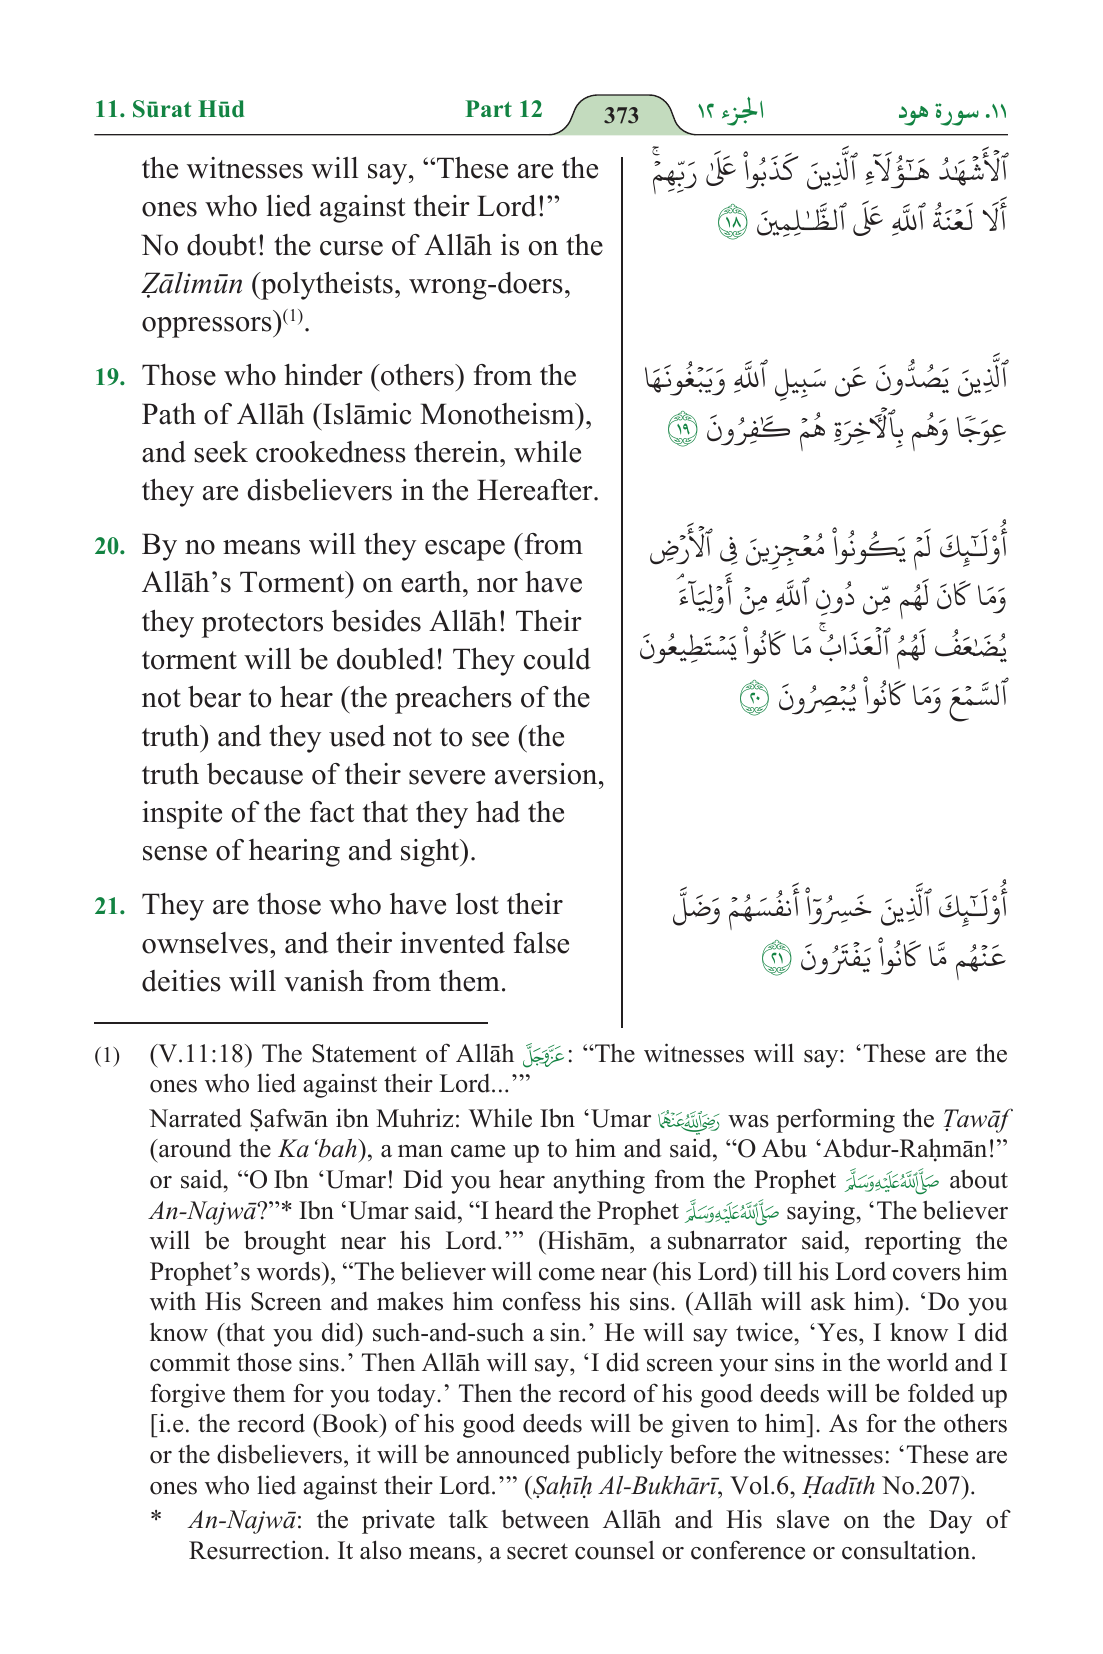 11. Sūrat Hūd Part 12 373 الجزء ١٢ ١١. سورة هود
the witnesses will say, “These are the
ones who lied against their Lord!”
No doubt! the curse of Allāh is on the
Ẓālimūn (polytheists, wrong-doers,
oppressors)(1).
ٱلۡأَشۡهَٰدُ هَٰٓؤُلَآءِ ٱلَّذِينَ كَذَبُواْ عَلَىٰ رَبِّهِمۡۚ
أَلَا لَعۡنَةُ ٱللَّهِ عَلَى ٱلظَّٰلِمِينَ ١٨
19. Those who hinder (others) from the
Path of Allāh (Islāmic Monotheism),
and seek crookedness therein, while
they are disbelievers in the Hereafter.
ٱلَّذِينَ يَصُدُّونَ عَن سَبِيلِ ٱللَّهِ وَيَبۡغُونَهَا
عِوَجٗا وَهُم بِٱلۡأٓخِرَةِ هُمۡ كَٰفِرُونَ ١٩
20. By no means will they escape (from
Allāh’s Torment) on earth, nor have
they protectors besides Allāh! Their
torment will be doubled! They could
not bear to hear (the preachers of the
truth) and they used not to see (the
truth because of their severe aversion,
inspite of the fact that they had the
sense of hearing and sight).
أُوْلَٰٓئِكَ لَمۡ يَكُونُواْ مُعۡجِزِينَ فِي ٱلۡأَرۡضِ
وَمَا كَانَ لَهُم مِّن دُونِ ٱللَّهِ مِنۡ أَوۡلِيَآءَۘ
يُضَٰعَفُ لَهُمُ ٱلۡعَذَابُۚ مَا كَانُواْ يَسۡتَطِيعُونَ
ٱلسَّمۡعَ وَمَا كَانُواْ يُبۡصِرُونَ ٢٠
21. They are those who have lost their
ownselves, and their invented false
deities will vanish from them.
أُوْلَٰٓئِكَ ٱلَّذِينَ خَسِرُوٓاْ أَنفُسَهُمۡ وَضَلَّ
عَنۡهُم مَّا كَانُواْ يَفۡتَرُونَ ٢١
(1) (V.11:18) The Statement of Allāh عَزَّوَجَلَّ: “The witnesses will say: ‘These are the
ones who lied against their Lord...’”
Narrated Ṣafwān ibn Muhriz: While Ibn ‘Umar رَضِيَ اللَّهُ عَنْهُمَا was performing the Ṭawāf
(around the Ka‘bah), a man came up to him and said, “O Abu ‘Abdur-Raḥmān!”
or said, “O Ibn ‘Umar! Did you hear anything from the Prophet صَلَّى اللَّهُ عَلَيْهِ وَسَلَّمَ about
An-Najwā?”* Ibn ‘Umar said, “I heard the Prophet صَلَّى اللَّهُ عَلَيْهِ وَسَلَّمَ saying, ‘The believer
will be brought near his Lord.’” (Hishām, a subnarrator said, reporting the
Prophet’s words), “The believer will come near (his Lord) till his Lord covers him
with His Screen and makes him confess his sins. (Allāh will ask him). ‘Do you
know (that you did) such-and-such a sin.’ He will say twice, ‘Yes, I know I did
commit those sins.’ Then Allāh will say, ‘I did screen your sins in the world and I
forgive them for you today.’ Then the record of his good deeds will be folded up
[i.e. the record (Book) of his good deeds will be given to him]. As for the others
or the disbelievers, it will be announced publicly before the witnesses: ‘These are
ones who lied against their Lord.’” (Ṣaḥīḥ Al-Bukhārī, Vol.6, Ḥadīth No.207).
* An-Najwā: the private talk between Allāh and His slave on the Day of
Resurrection. It also means, a secret counsel or conference or consultation.